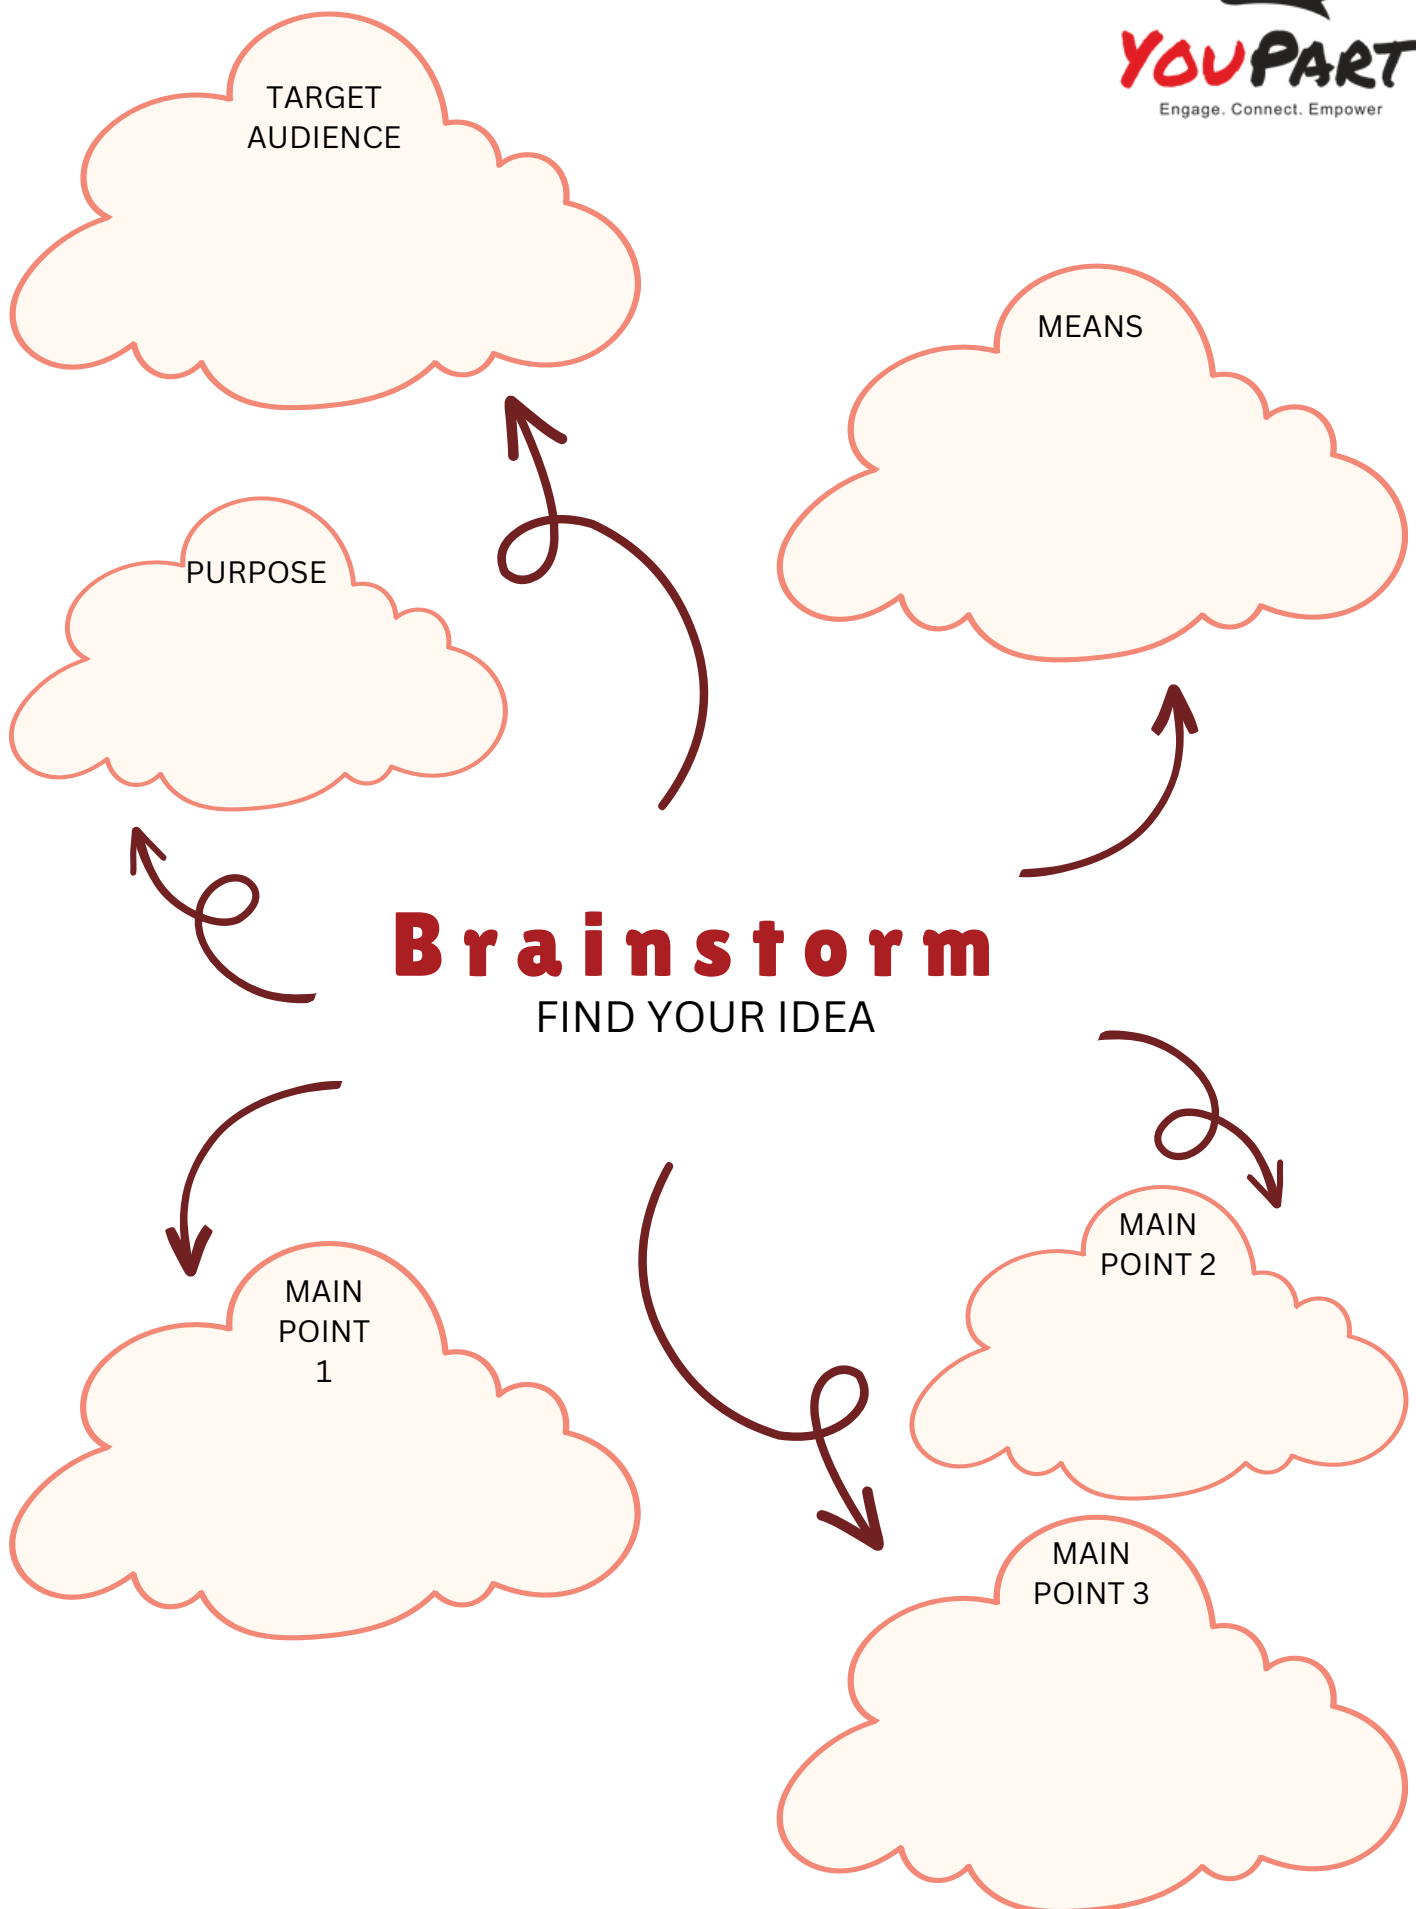 YOUPART
Engage. Connect. Empower
TARGET
AUDIENCE
MEANS
PURPOSE
Brainstorm
FIND YOUR IDEA
MAIN
POINT
1
MAIN
POINT 2
MAIN
POINT 3